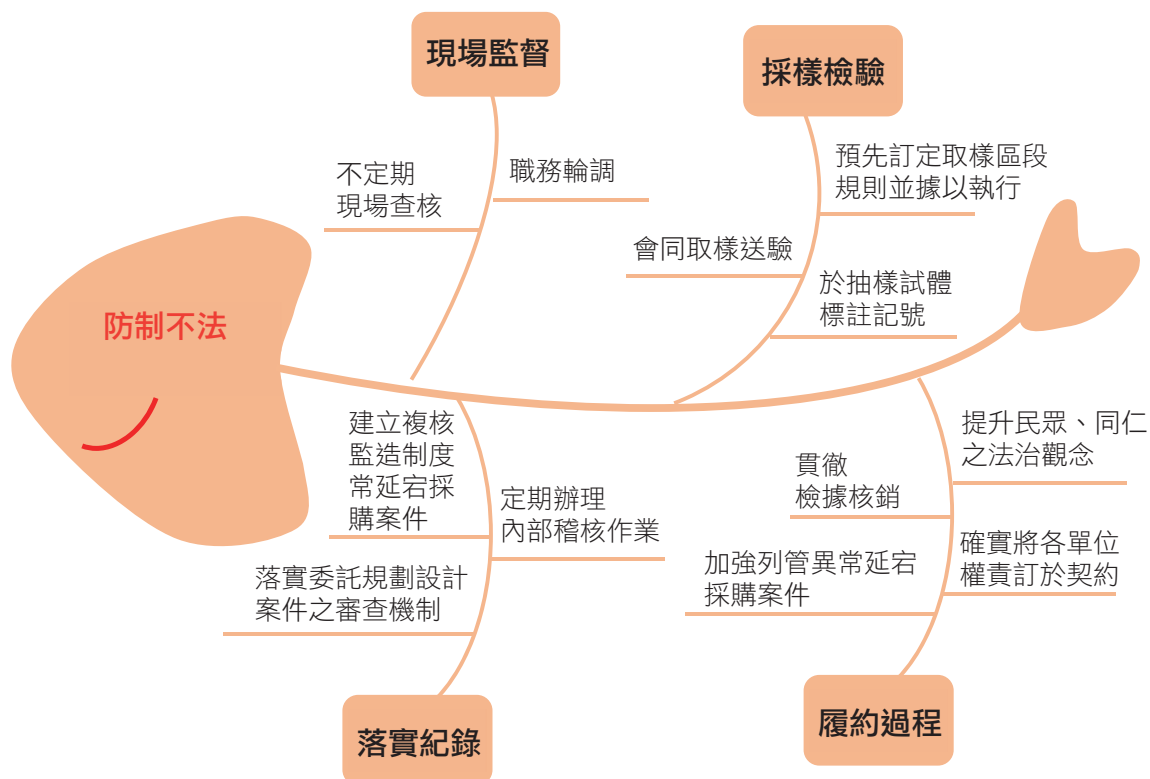 現場監督
採樣檢驗
不定期
現場查核
職務輪調
預先訂定取樣區段
規則並據以執行
會同取樣送驗
於抽樣試體
標註記號
防制不法
建立複核
監造制度
常延宕採
購案件
定期辦理
內部稽核作業
落實委託規劃設計
案件之審查機制
提升民眾、同仁
之法治觀念
貫徹
檢據核銷
確實將各單位
權責訂於契約
加強列管異常延宕
採購案件
落實紀錄
履約過程